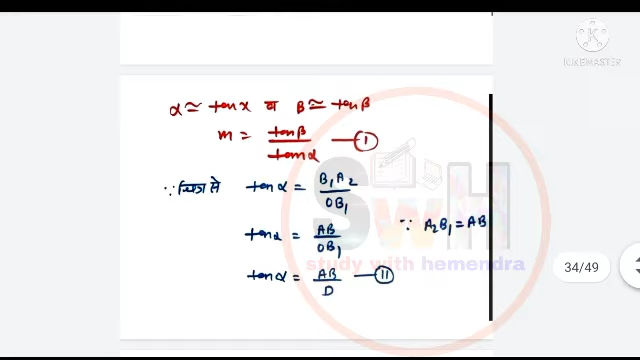 KINEMASTER
α ≃ tanα व β ≃ tanβ
m = tanβ / tanα — I
∵ चित्र से tanα = B₁A₂ / OB₁
tanα = AB / OB₁ ∵ A₂B₁ = AB
tanα = AB / D — II
SWH
study with hemendra
34/49